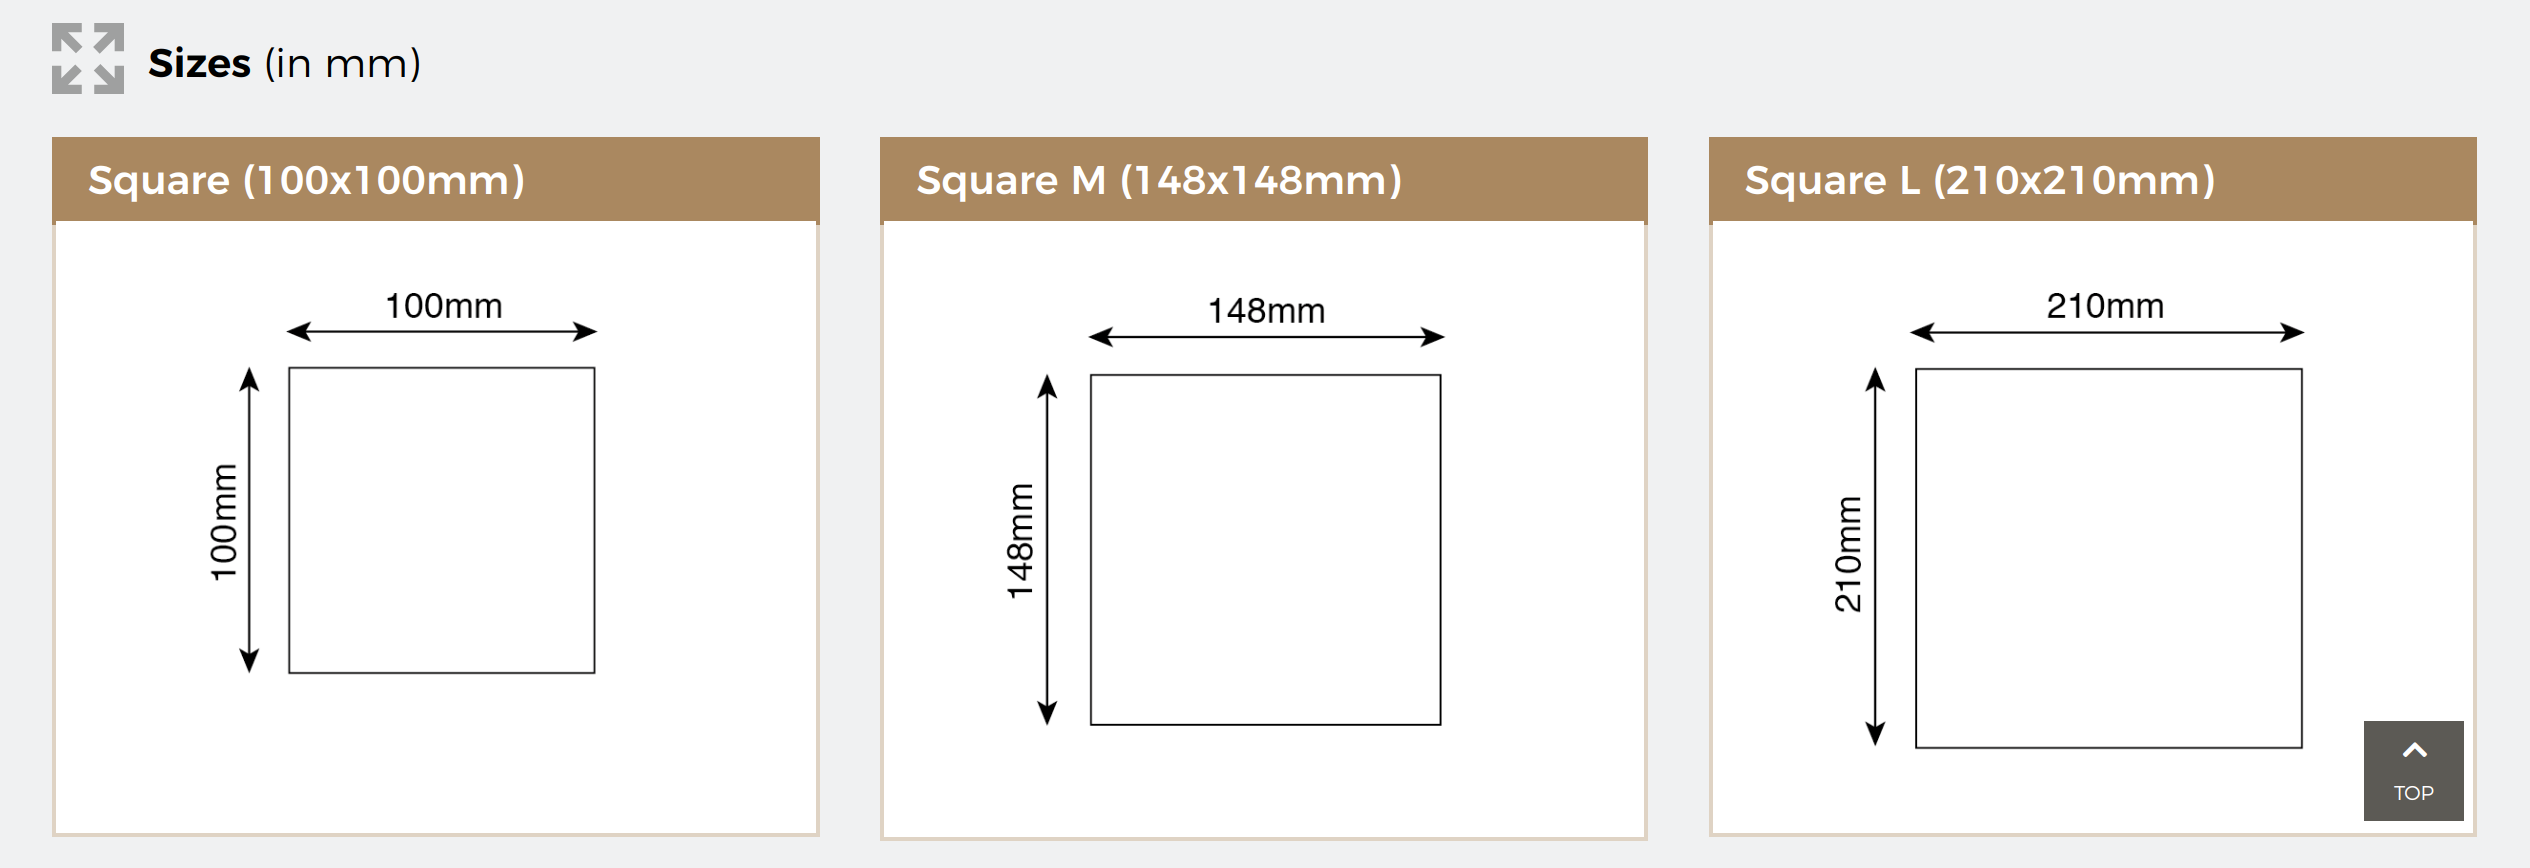 Sizes (in mm)
Square (100x100mm)
100mm
100mm
Square M (148x148mm)
148mm
148mm
Square L (210x210mm)
210mm
210mm
TOP